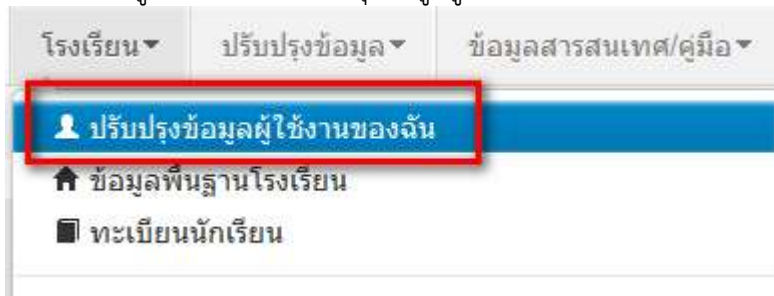 โรงเรียน ปรับปรุงข้อมูล ข้อมูลสารสนเทศ/คู่มือ
ปรับปรุงข้อมูลผู้ใช้งานของฉัน
ข้อมูลพื้นฐานโรงเรียน
ทะเบียนนักเรียน